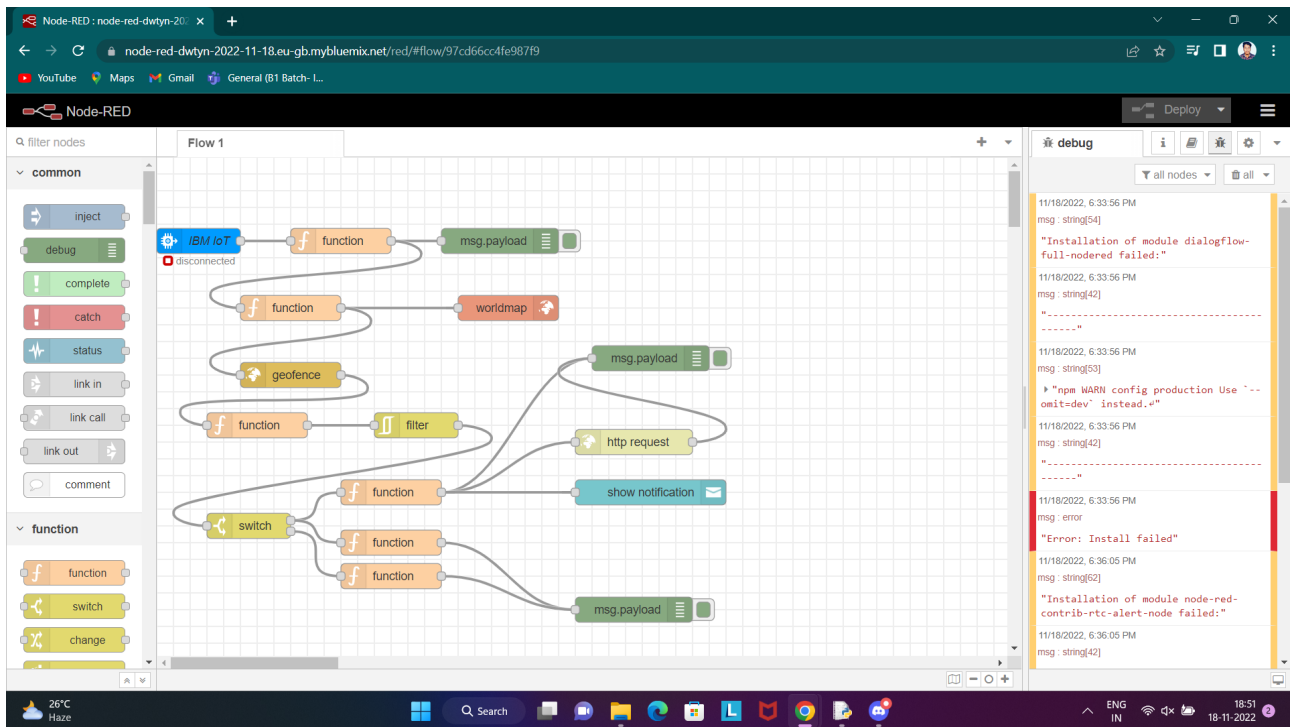 Node-RED : node-red-dwtyn-202
node-red-dwtyn-2022-11-18.eu-gb.mybluemix.net/red/#flow/97cd66cc4fe987f9
YouTube Maps Gmail General (B1 Batch- I...
Node-RED
Deploy
filter nodes
Flow 1
debug
i
all nodes
all
common
inject
debug
complete
catch
status
link in
link call
link out
comment
function
function
switch
change
IBM IoT
disconnected
function
msg.payload
function
worldmap
geofence
msg.payload
function
filter
http request
function
show notification
switch
function
function
msg.payload
11/18/2022, 6:33:56 PM
msg : string[54]
"Installation of module dialogflow-
full-nodered failed:"
11/18/2022, 6:33:56 PM
msg : string[42]
"--------------------------------------
------"
11/18/2022, 6:33:56 PM
msg : string[53]
"npm WARN config production Use `--
omit=dev` instead.↵"
11/18/2022, 6:33:56 PM
msg : string[42]
"--------------------------------------
------"
11/18/2022, 6:33:56 PM
msg : error
"Error: Install failed"
11/18/2022, 6:36:05 PM
msg : string[62]
"Installation of module node-red-
contrib-rtc-alert-node failed:"
11/18/2022, 6:36:05 PM
msg : string[42]
26°C
Haze
Search
ENG
IN
18:51
18-11-2022
2